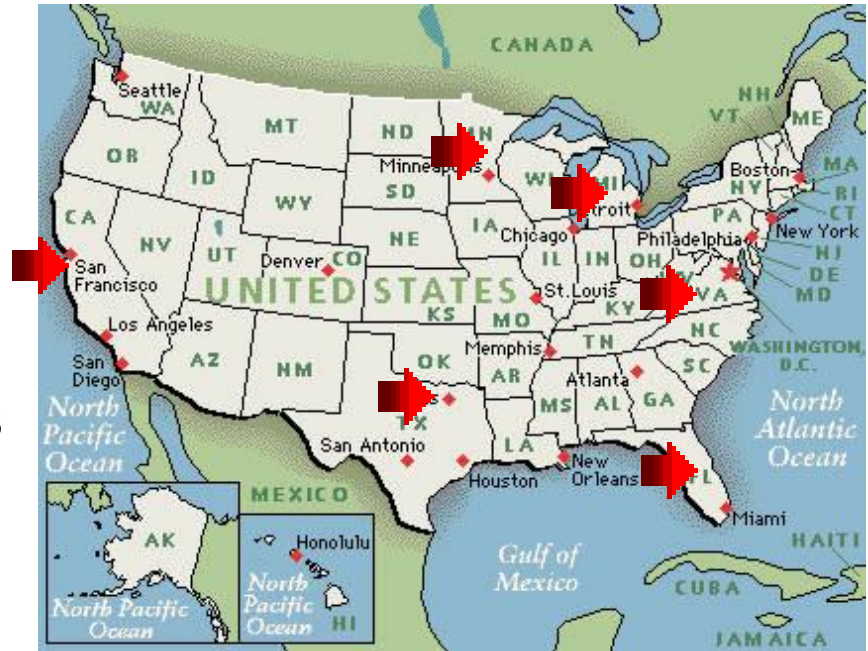 CANADA
Seattle
WA
MT
ND
MN
NH
VT
ME
OR
ID
Minneapolis
WI
MI
Boston
MA
SD
NY
RI
WY
CT
CA
IA
Chicago
PA
New York
NV
UT
NE
Philadelphia
NJ
Denver
CO
IL
IN
OH
DE
San
Francisco
UNITED STATES
St.Louis
VA
MD
KS
MO
KY
Los Angeles
NC
WASHINGTON,
D.C.
Memphis
TN
San
Diego
AZ
NM
OK
AR
Atlanta
SC
North
Pacific
Ocean
TX
MS
AL
GA
North
Atlantic
Ocean
San Antonio
LA
Houston
New
Orleans
FL
MEXICO
Miami
AK
Honolulu
HAITI
Gulf of
Mexico
North Pacific
Ocean
North
Pacific
Ocean
HI
CUBA
JAMAICA